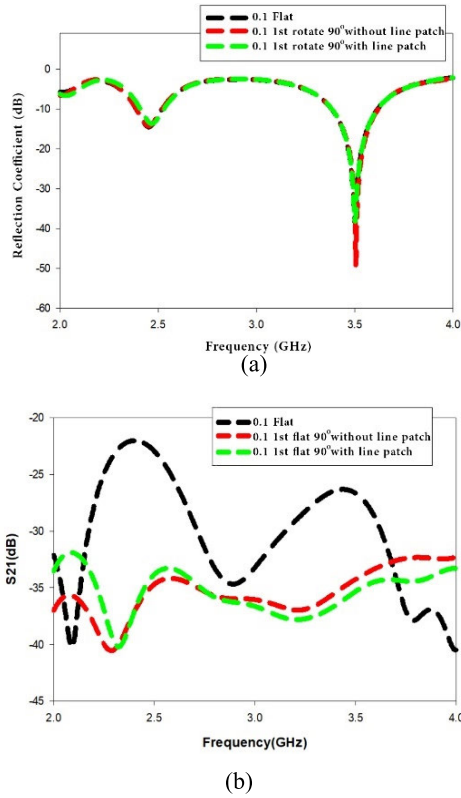 0.1 Flat
0.1 1st rotate 90°without line patch
0.1 1st rotate 90°with line patch
0
-10
-20
-30
-40
-50
-60
Reflection Coefficient (dB)
2.0 2.5 3.0 3.5 4.0
Frequency (GHz)
(a)
0.1 Flat
0.1 1st flat 90°without line patch
0.1 1st flat 90°with line patch
-20
-25
-30
-35
-40
-45
S21(dB)
2.0 2.5 3.0 3.5 4.0
Frequency(GHz)
(b)